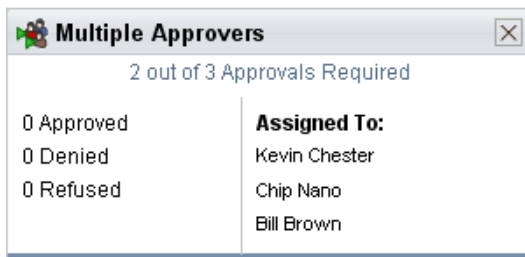 Multiple Approvers
2 out of 3 Approvals Required
0 Approved
0 Denied
0 Refused
Assigned To:
Kevin Chester
Chip Nano
Bill Brown